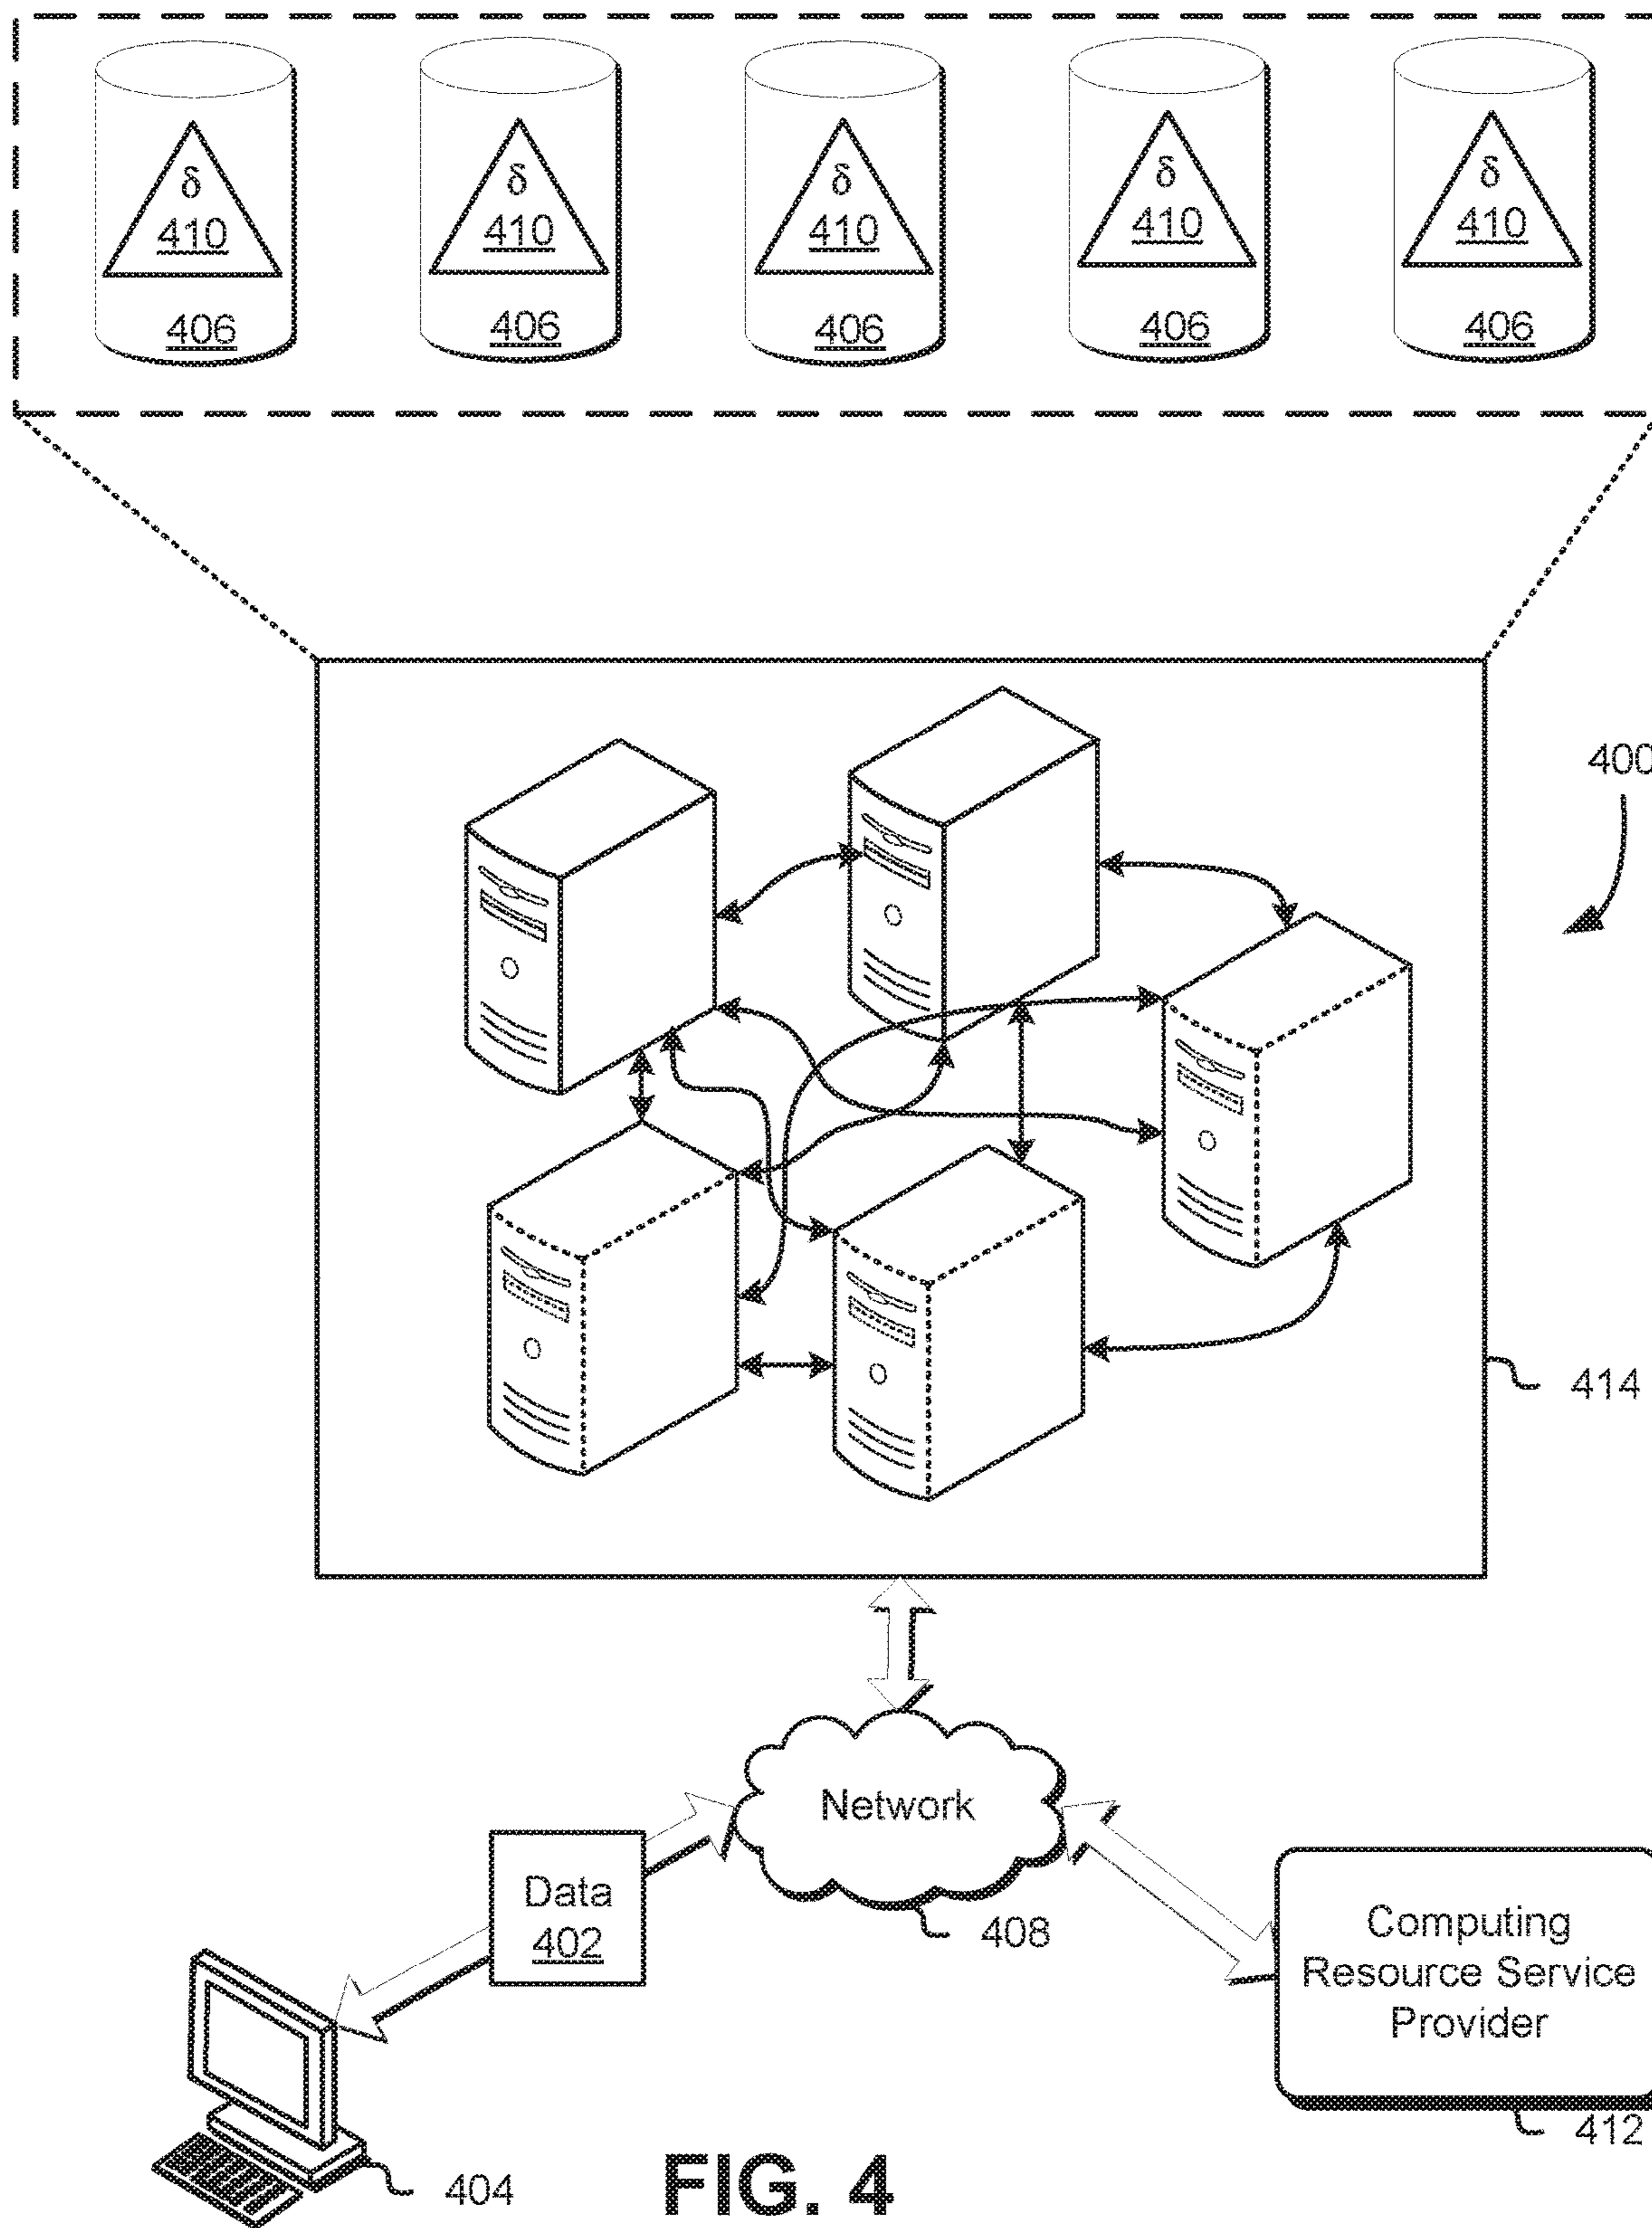 δ δ δ δ δ
410 410 410 410 410
406 406 406 406 406
400
414
Network
408
Data
402
Computing
Resource Service
Provider
412
404
FIG. 4